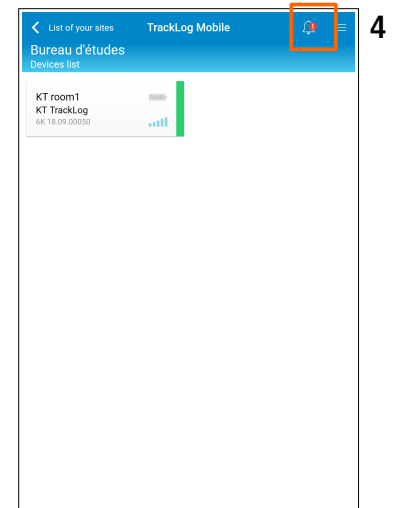 List of your sites TrackLog Mobile
4
Bureau d'études
Devices list
KT room1
KT TrackLog
6K 18.09.00050